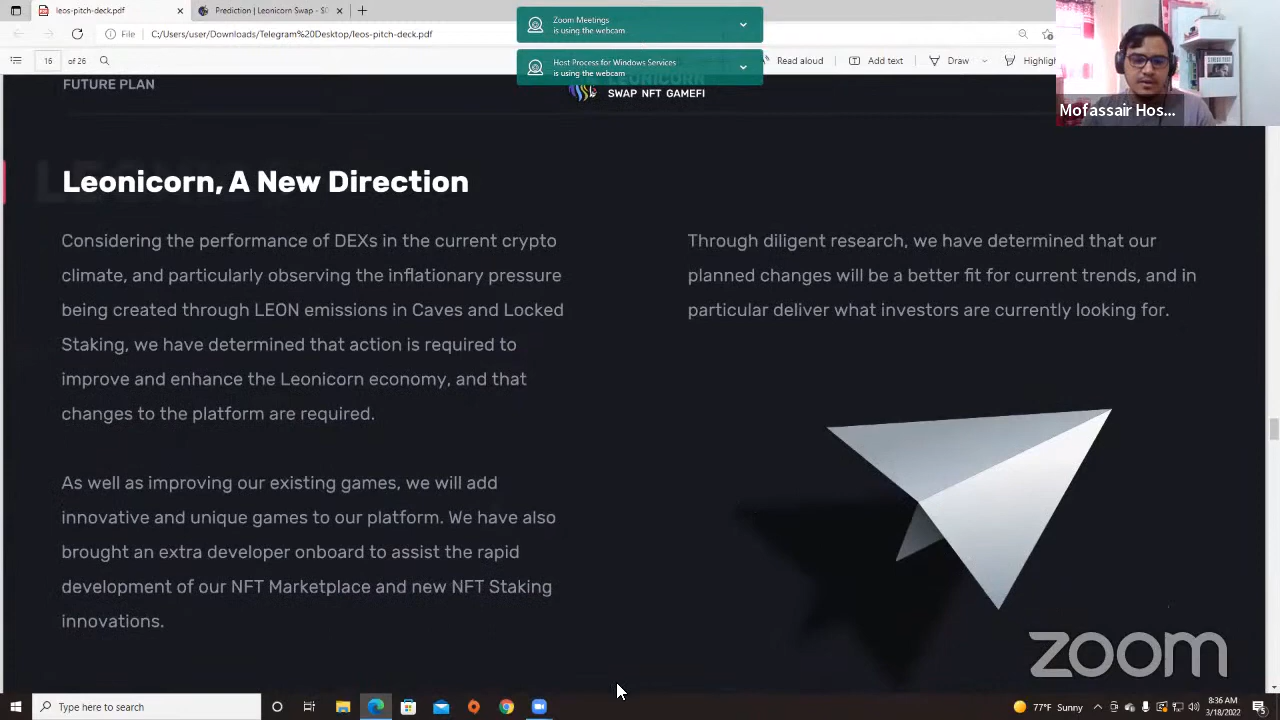 leos-pitch-deck.pdf
Prediction | Leonicorn Swap - S
Zoom Meetings
is using the webcam
File
C:/Users/user/Downloads/Telegram%20Desktop/leos-pitch-deck.pdf
16 of 26
Host Process for Windows Services
is using the webcam
Read aloud
Add text
Draw
Highligh
FUTURE PLAN
LEONICORN
SWAP NFT GAMEFI
Mofassair Hos...
Leonicorn, A New Direction
Considering the performance of DEXs in the current crypto
climate, and particularly observing the inflationary pressure
being created through LEON emissions in Caves and Locked
Staking, we have determined that action is required to
improve and enhance the Leonicorn economy, and that
changes to the platform are required.
As well as improving our existing games, we will add
innovative and unique games to our platform. We have also
brought an extra developer onboard to assist the rapid
development of our NFT Marketplace and new NFT Staking
innovations.
Through diligent research, we have determined that our
planned changes will be a better fit for current trends, and in
particular deliver what investors are currently looking for.
zoom
Type here to search
77°F Sunny
8:36 AM
3/18/2022